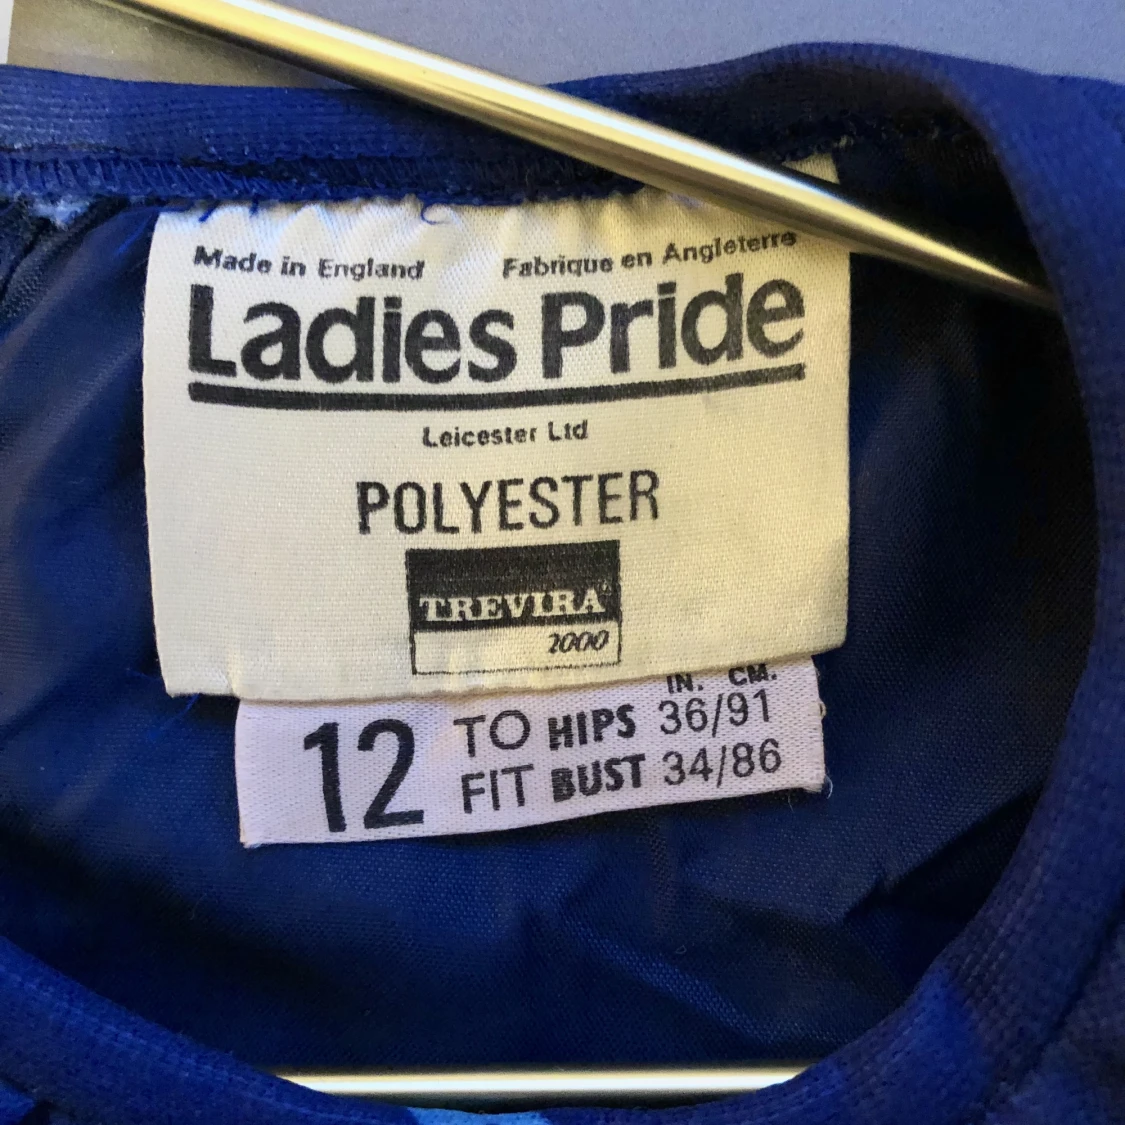 Made in England Fabrique en Angleterre
Ladies Pride
Leicester Ltd
POLYESTER
TREVIRA
2000
IN. CM.
12 TO HIPS 36/91
FIT BUST 34/86